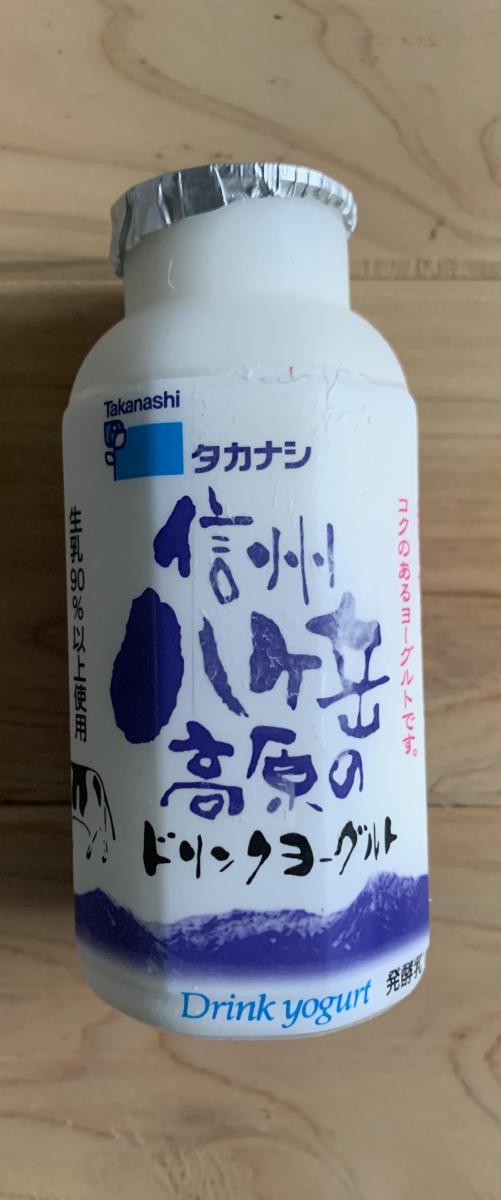 Takanashi
タカナシ
信州
八ヶ岳
高原の
ドリンクヨーグルト
生乳90%以上使用
コクのあるヨーグルトです。
Drink yogurt
発酵乳